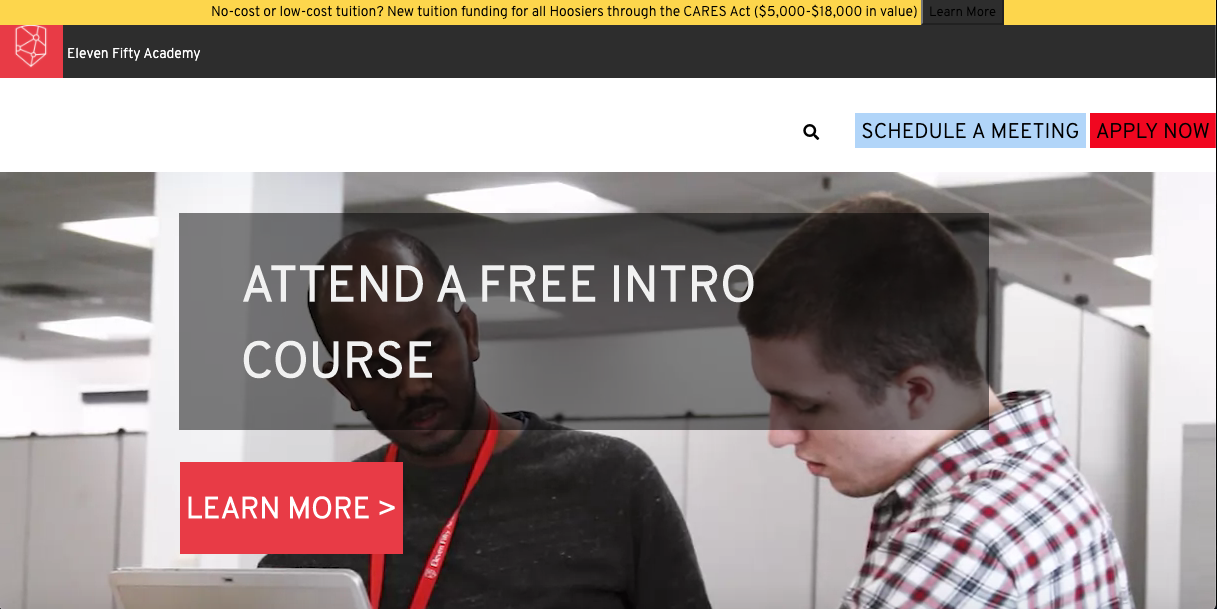 No-cost or low-cost tuition? New tuition funding for all Hoosiers through the CARES Act ($5,000-$18,000 in value) Learn More
Eleven Fifty Academy
SCHEDULE A MEETING APPLY NOW
ATTEND A FREE INTRO
COURSE
LEARN MORE >
Eleven Fifty